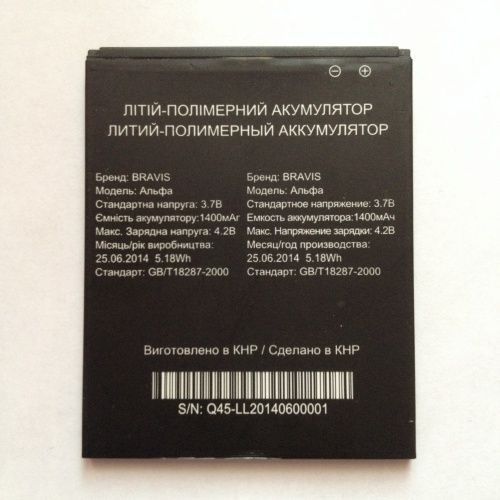 ЛІТІЙ-ПОЛІМЕРНИЙ АКУМУЛЯТОР
ЛИТИЙ-ПОЛИМЕРНЫЙ АККУМУЛЯТОР
Бренд: BRAVIS
Модель: Альфа
Стандартна напруга: 3.7В
Ємність акумулятору:1400мАг
Макс. Зарядна напруга: 4.2В
Місяць/рік виробництва:
25.06.2014 5.18Wh
Стандарт: GB/T18287-2000
Бренд: BRAVIS
Модель: Альфа
Стандартное напряжение: 3.7В
Емкость аккумулятора:1400мАч
Макс. Напряжение зарядки: 4.2В
Месяц/год производства:
25.06.2014 5.18Wh
Стандарт: GB/T18287-2000
Виготовлено в КНР / Сделано в КНР
S/N: Q45-LL20140600001